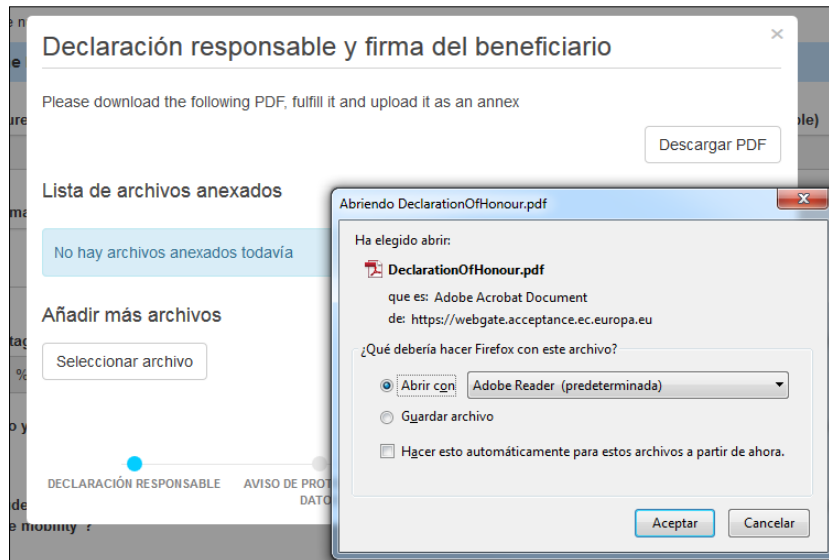 Declaración responsable y firma del beneficiario
×
Please download the following PDF, fulfill it and upload it as an annex
Descargar PDF
Lista de archivos anexados
No hay archivos anexados todavía
Añadir más archivos
Seleccionar archivo
DECLARACIÓN RESPONSABLE
AVISO DE PROT
DATO
Abriendo DeclarationOfHonour.pdf
Ha elegido abrir:
DeclarationOfHonour.pdf
que es: Adobe Acrobat Document
de: https://webgate.acceptance.ec.europa.eu
¿Qué debería hacer Firefox con este archivo?
Abrir con
Adobe Reader (predeterminada)
Guardar archivo
Hacer esto automáticamente para estos archivos a partir de ahora.
Aceptar
Cancelar
%
e mobility ?